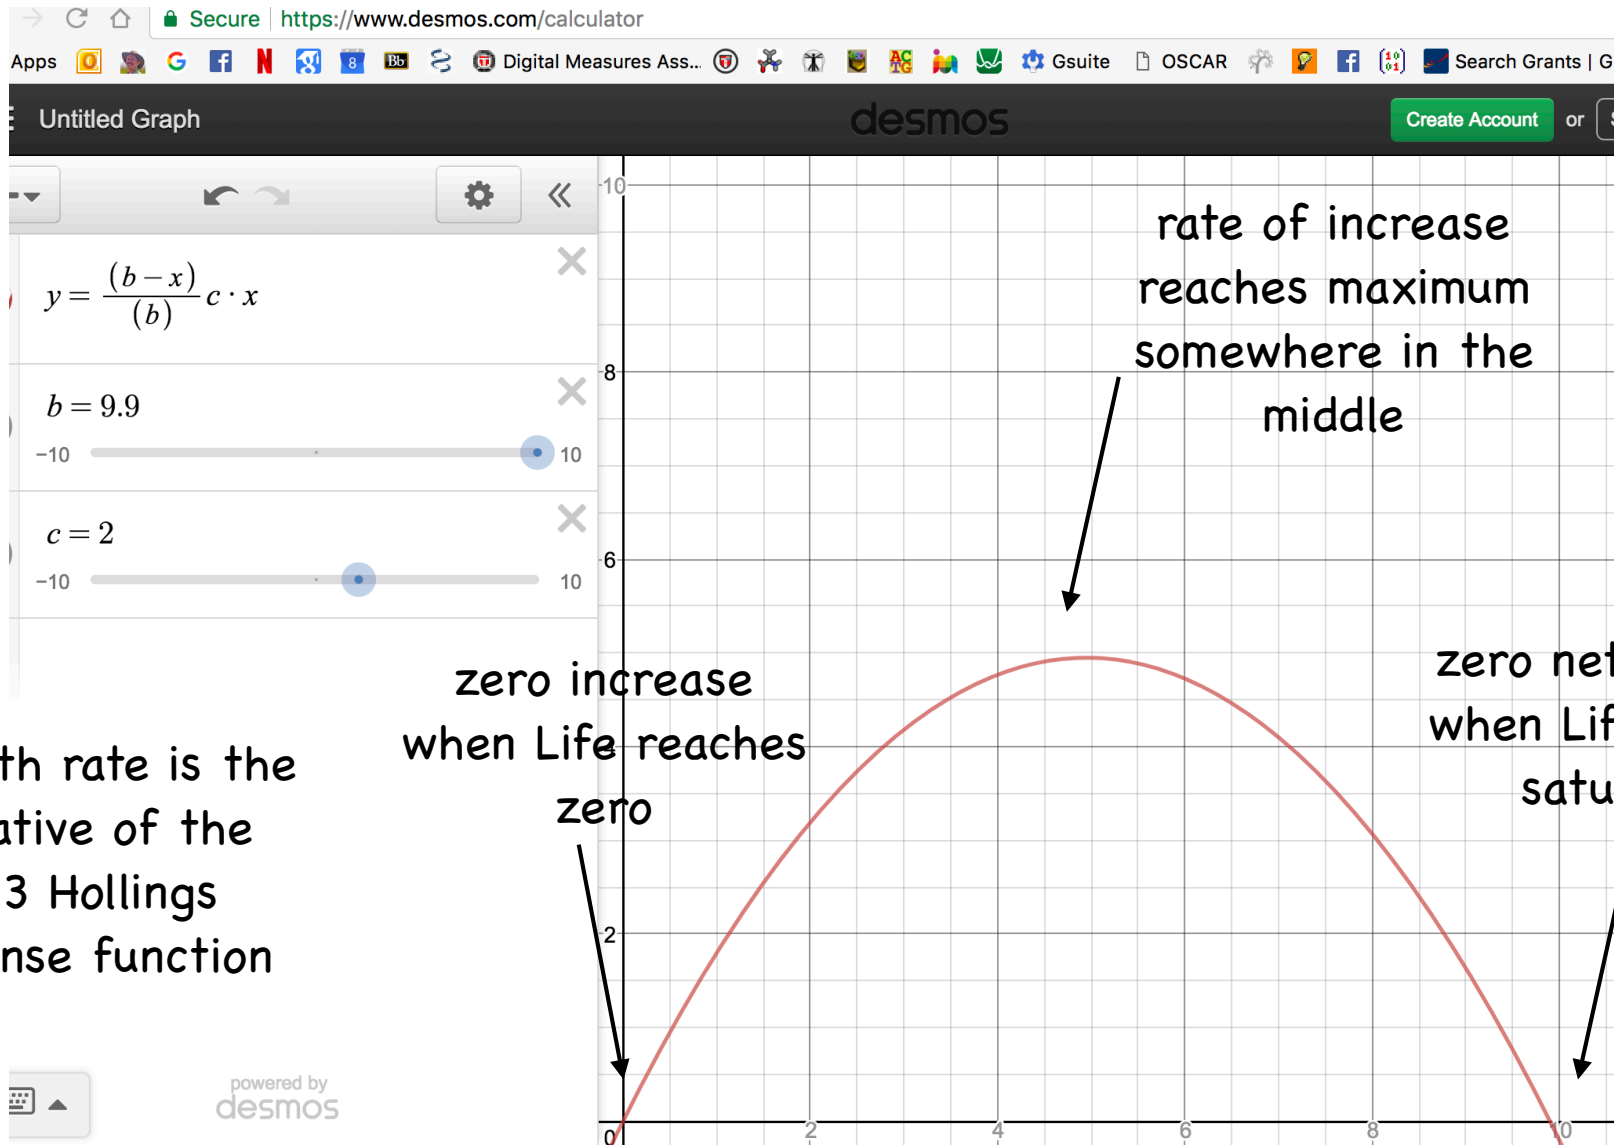 Secure https://www.desmos.com/calculator
Apps Digital Measures Ass... Gsuite OSCAR Search Grants | G
Untitled Graph desmos Create Account or
y = (b − x)/(b) c · x
b = 9.9
−10 10
c = 2
−10 10
rate of increase
reaches maximum
somewhere in the
middle
zero increase
when Life reaches
zero
zero net
when Lif
satu
th rate is the
ative of the
3 Hollings
nse function
10
8
6
4
2
0 2 4 6 8 10
powered by
desmos